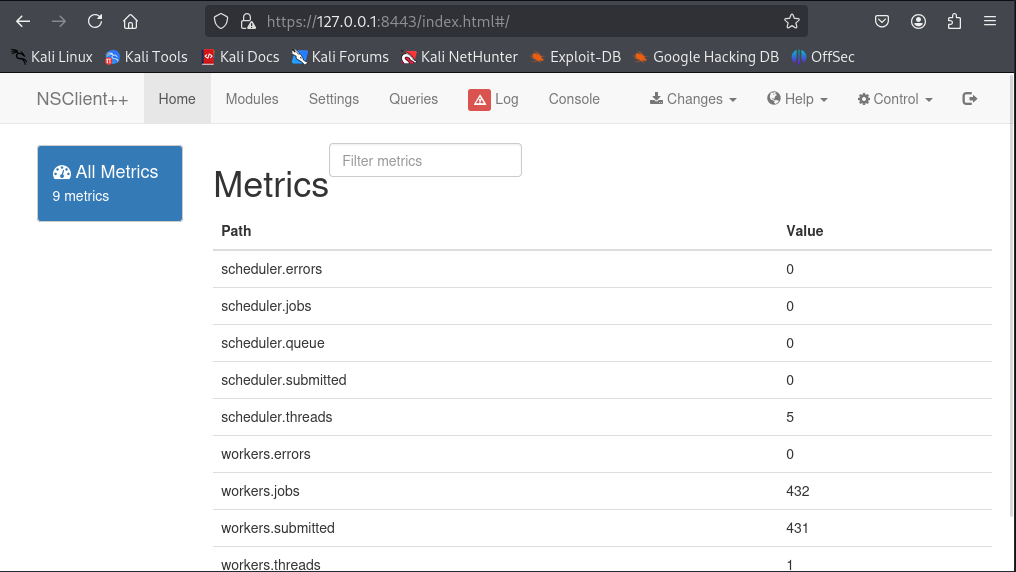 https://127.0.0.1:8443/index.html#/
Kali Linux Kali Tools Kali Docs Kali Forums Kali NetHunter Exploit-DB Google Hacking DB OffSec
NSClient++ Home Modules Settings Queries Log Console Changes Help Control
All Metrics
9 metrics
Filter metrics
Metrics
Path Value
scheduler.errors 0
scheduler.jobs 0
scheduler.queue 0
scheduler.submitted 0
scheduler.threads 5
workers.errors 0
workers.jobs 432
workers.submitted 431
workers.threads 1